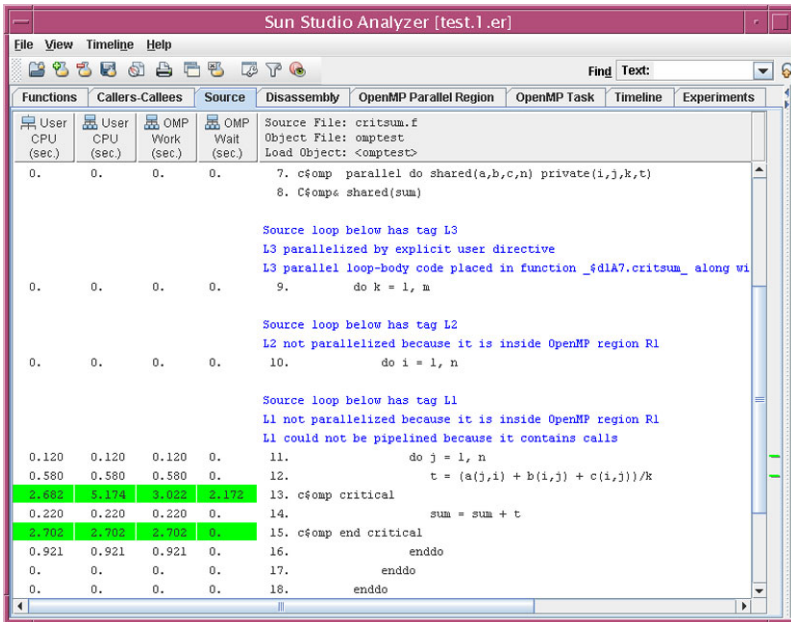 Sun Studio Analyzer [test.1.er]
File View Timeline Help
Find Text:
Functions Callers-Callees Source Disassembly OpenMP Parallel Region OpenMP Task Timeline Experiments
User CPU (sec.) User CPU (sec.) OMP Work (sec.) OMP Wait (sec.)
Source File: critsum.f
Object File: omptest
Load Object: <omptest>
0. 0. 0. 0. 7. c$omp parallel do shared(a,b,c,n) private(i,j,k,t)
8. C$omp& shared(sum)
Source loop below has tag L3
L3 parallelized by explicit user directive
L3 parallel loop-body code placed in function _$d1A7.critsum_ along wi
0. 0. 0. 0. 9. do k = 1, m
Source loop below has tag L2
L2 not parallelized because it is inside OpenMP region R1
0. 0. 0. 0. 10. do i = 1, n
Source loop below has tag L1
L1 not parallelized because it is inside OpenMP region R1
L1 could not be pipelined because it contains calls
0.120 0.120 0.120 0. 11. do j = 1, n
0.580 0.580 0.580 0. 12. t = (a(j,i) + b(i,j) + c(i,j))/k
2.682 5.174 3.022 2.172 13. c$omp critical
0.220 0.220 0.220 0. 14. sum = sum + t
2.702 2.702 2.702 0. 15. c$omp end critical
0.921 0.921 0.921 0. 16. enddo
0. 0. 0. 0. 17. enddo
0. 0. 0. 0. 18. enddo